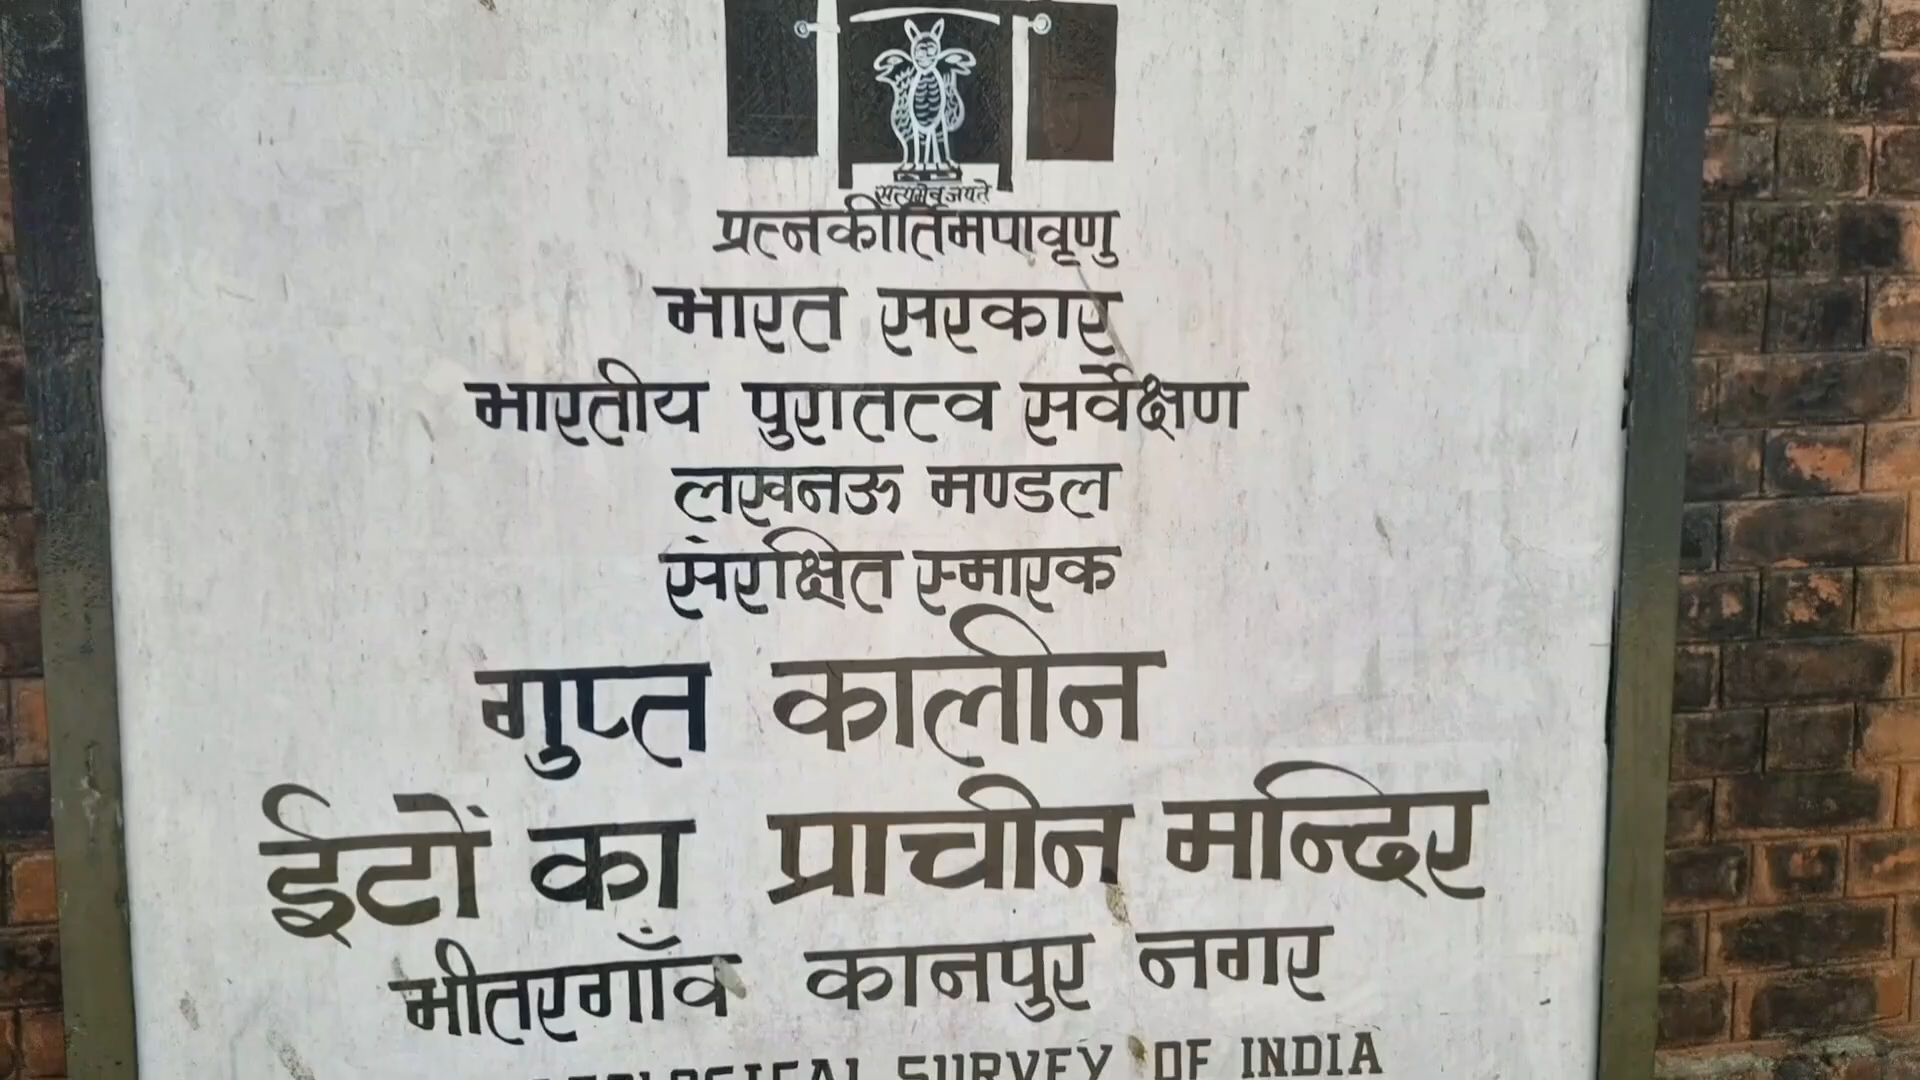 सत्यमेव जयते
प्रत्नकीर्तिमपावृणु
भारत सरकार
भारतीय पुरातत्व सर्वेक्षण
लखनऊ मण्डल
संरक्षित स्मारक
गुप्त कालीन
ईटों का प्राचीन मन्दिर
भीतरगाँव कानपुर नगर
SURVEY OF INDIA